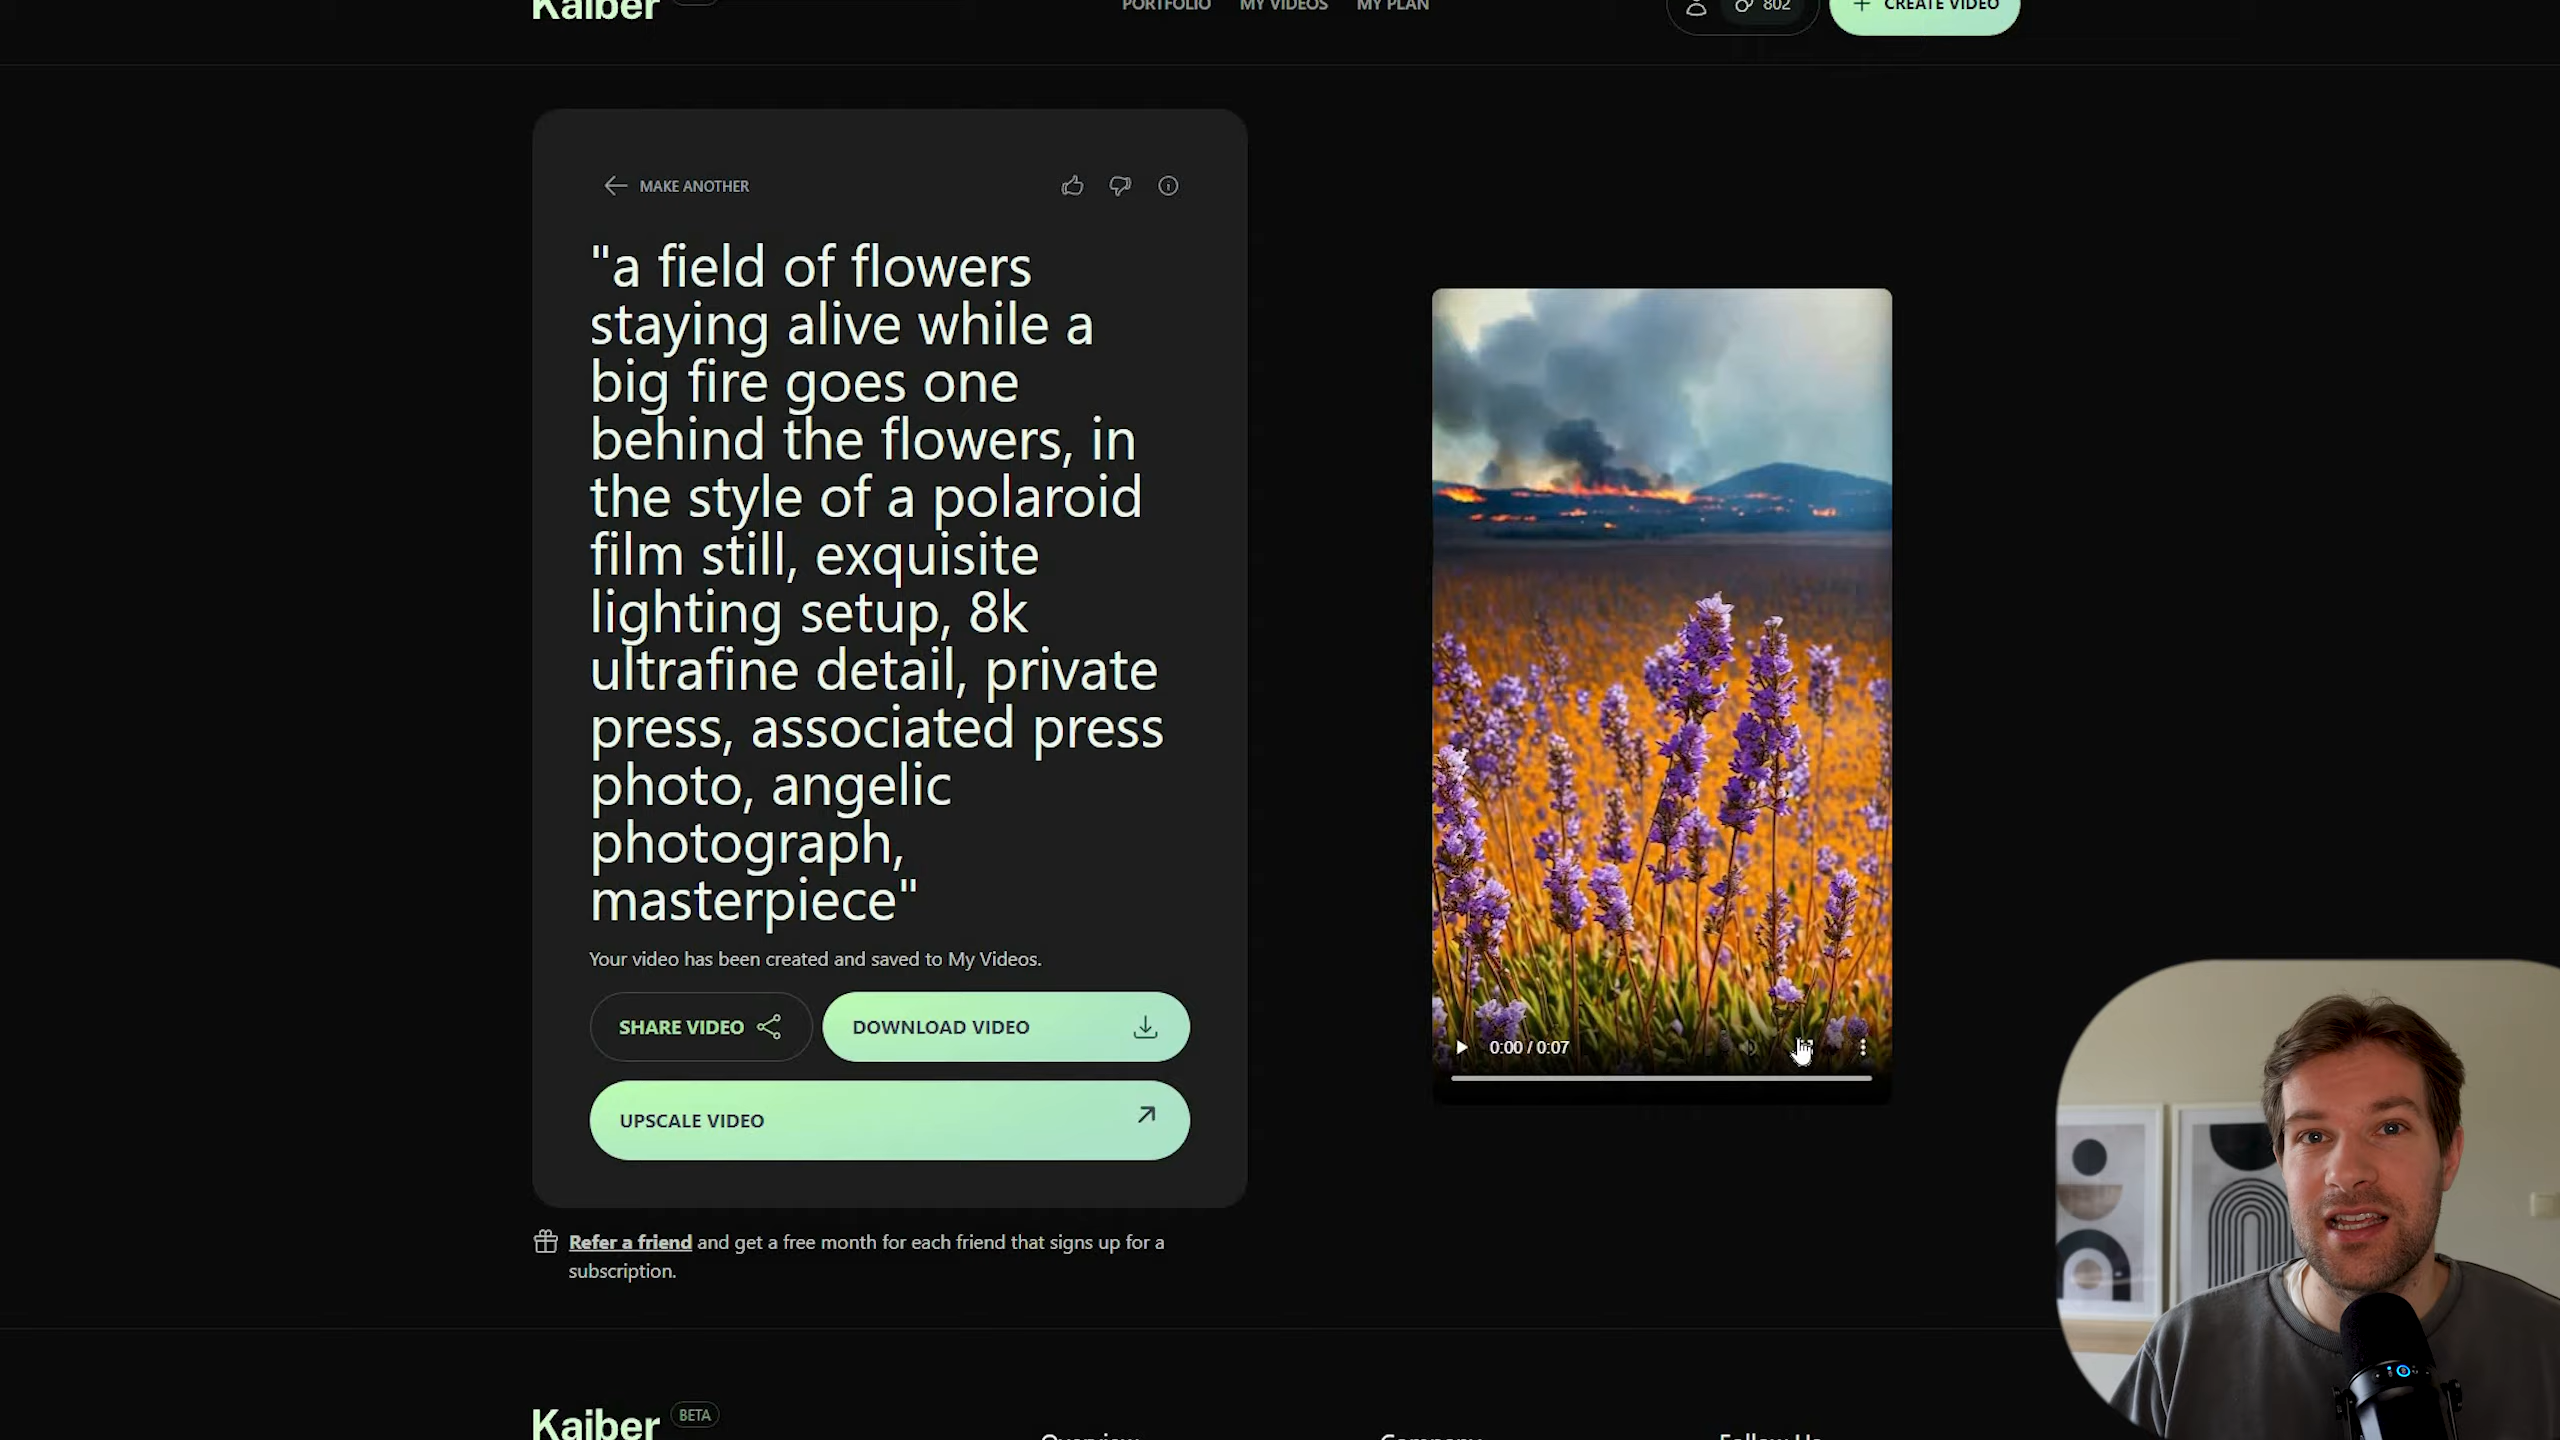 Kaiber
PORTFOLIO MY VIDEOS MY PLAN
802
+ CREATE VIDEO
MAKE ANOTHER
"a field of flowers
staying alive while a
big fire goes one
behind the flowers, in
the style of a polaroid
film still, exquisite
lighting setup, 8k
ultrafine detail, private
press, associated press
photo, angelic
photograph,
masterpiece"
Your video has been created and saved to My Videos.
SHARE VIDEO
DOWNLOAD VIDEO
UPSCALE VIDEO
0:00 / 0:07
Refer a friend and get a free month for each friend that signs up for a
subscription.
Kaiber BETA
Overview
Company
Follow Us